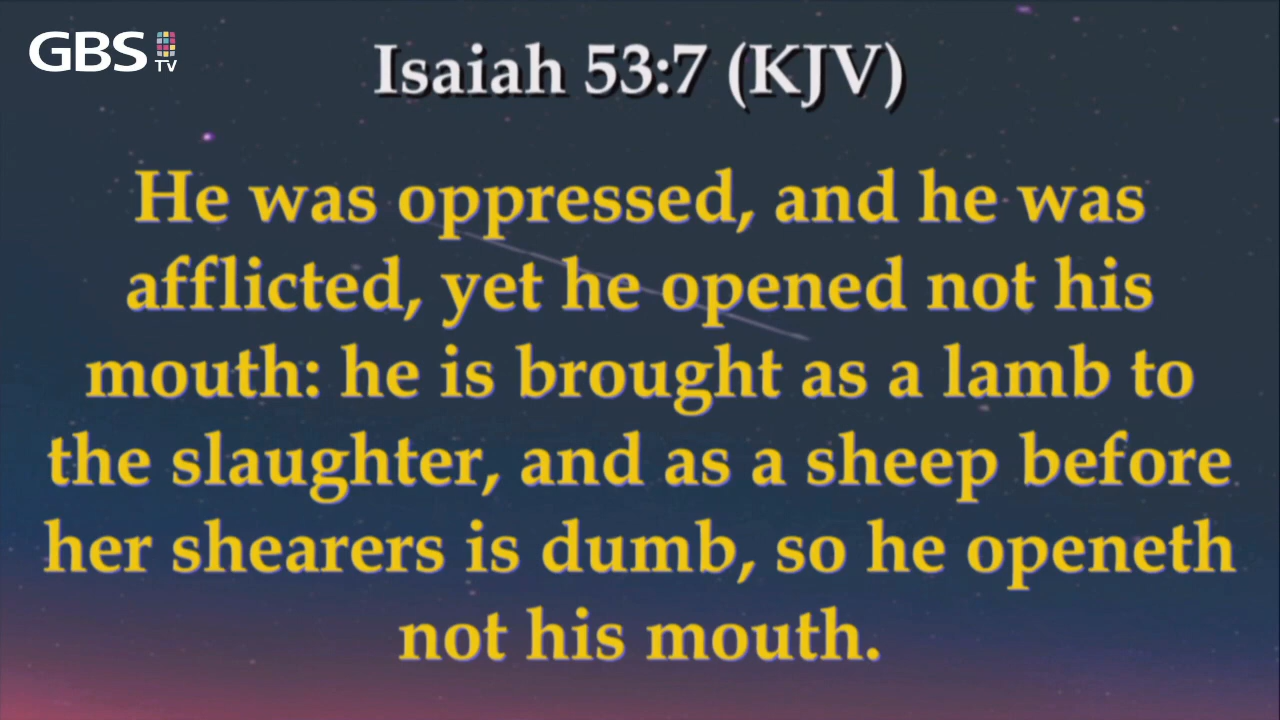 GBS TV
Isaiah 53:7 (KJV)
He was oppressed, and he was
afflicted, yet he opened not his
mouth: he is brought as a lamb to
the slaughter, and as a sheep before
her shearers is dumb, so he openeth
not his mouth.